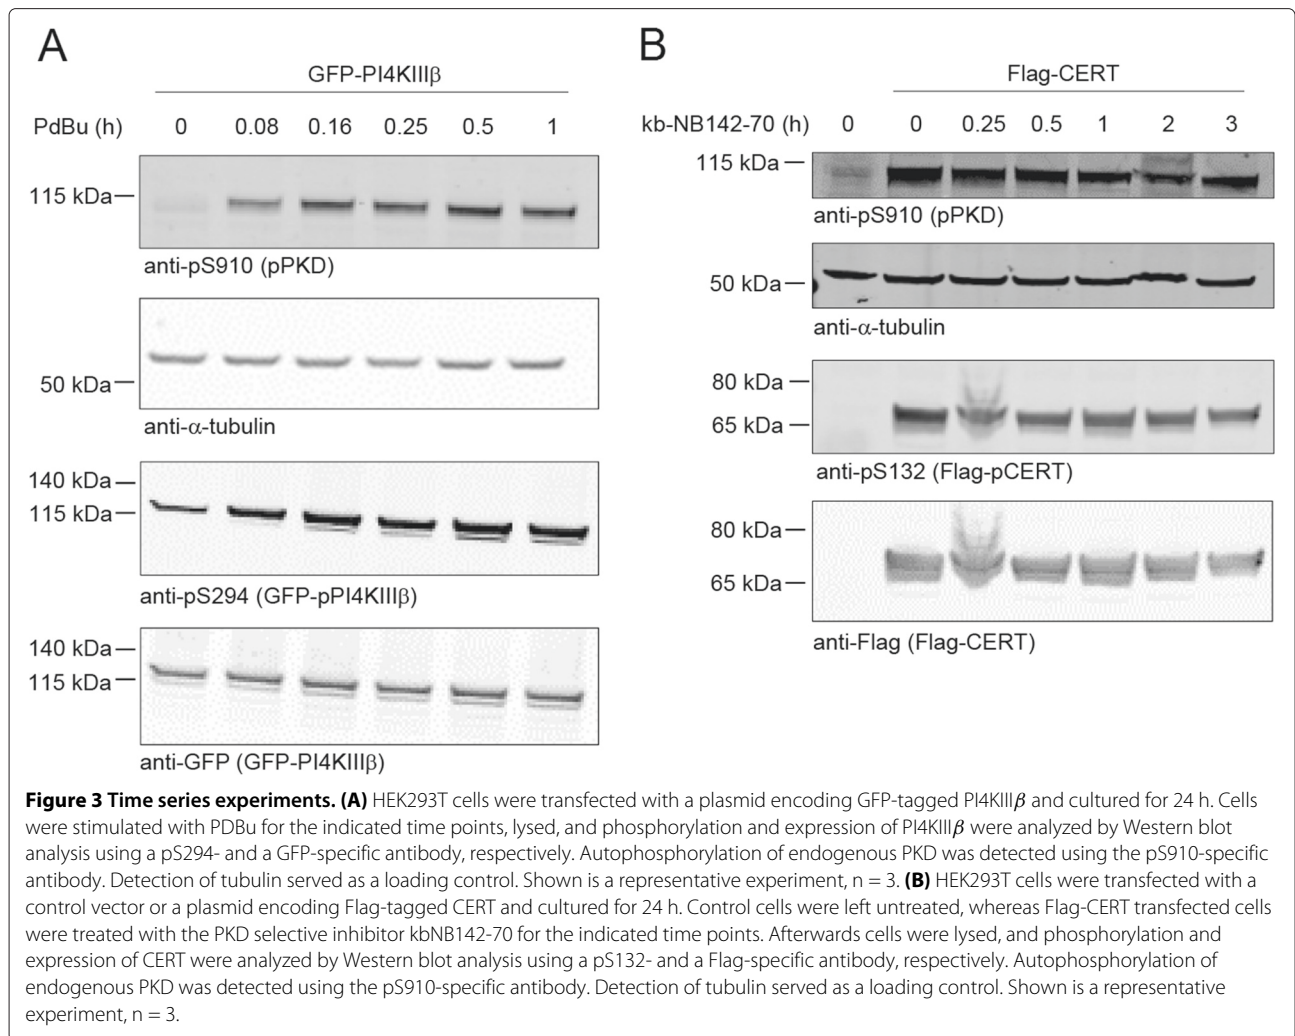 A
GFP-PI4KIIIβ
PdBu (h) 0 0.08 0.16 0.25 0.5 1
115 kDa
anti-pS910 (pPKD)
50 kDa
anti-α-tubulin
140 kDa
115 kDa
anti-pS294 (GFP-pPI4KIIIβ)
140 kDa
115 kDa
anti-GFP (GFP-PI4KIIIβ)
B
Flag-CERT
kb-NB142-70 (h) 0 0 0.25 0.5 1 2 3
115 kDa
anti-pS910 (pPKD)
50 kDa
anti-α-tubulin
80 kDa
65 kDa
anti-pS132 (Flag-pCERT)
80 kDa
65 kDa
anti-Flag (Flag-CERT)
Figure 3 Time series experiments. (A) HEK293T cells were transfected with a plasmid encoding GFP-tagged PI4KIIIβ and cultured for 24 h. Cells
were stimulated with PDBu for the indicated time points, lysed, and phosphorylation and expression of PI4KIIIβ were analyzed by Western blot
analysis using a pS294- and a GFP-specific antibody, respectively. Autophosphorylation of endogenous PKD was detected using the pS910-specific
antibody. Detection of tubulin served as a loading control. Shown is a representative experiment, n = 3. (B) HEK293T cells were transfected with a
control vector or a plasmid encoding Flag-tagged CERT and cultured for 24 h. Control cells were left untreated, whereas Flag-CERT transfected cells
were treated with the PKD selective inhibitor kbNB142-70 for the indicated time points. Afterwards cells were lysed, and phosphorylation and
expression of CERT were analyzed by Western blot analysis using a pS132- and a Flag-specific antibody, respectively. Autophosphorylation of
endogenous PKD was detected using the pS910-specific antibody. Detection of tubulin served as a loading control. Shown is a representative
experiment, n = 3.